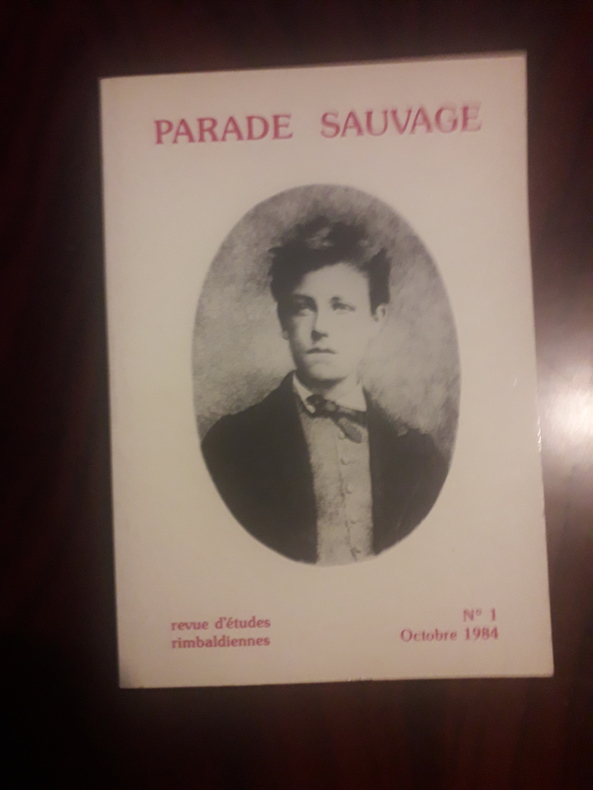 PARADE SAUVAGE
revue d'études
rimbaldiennes
N° 1
Octobre 1984